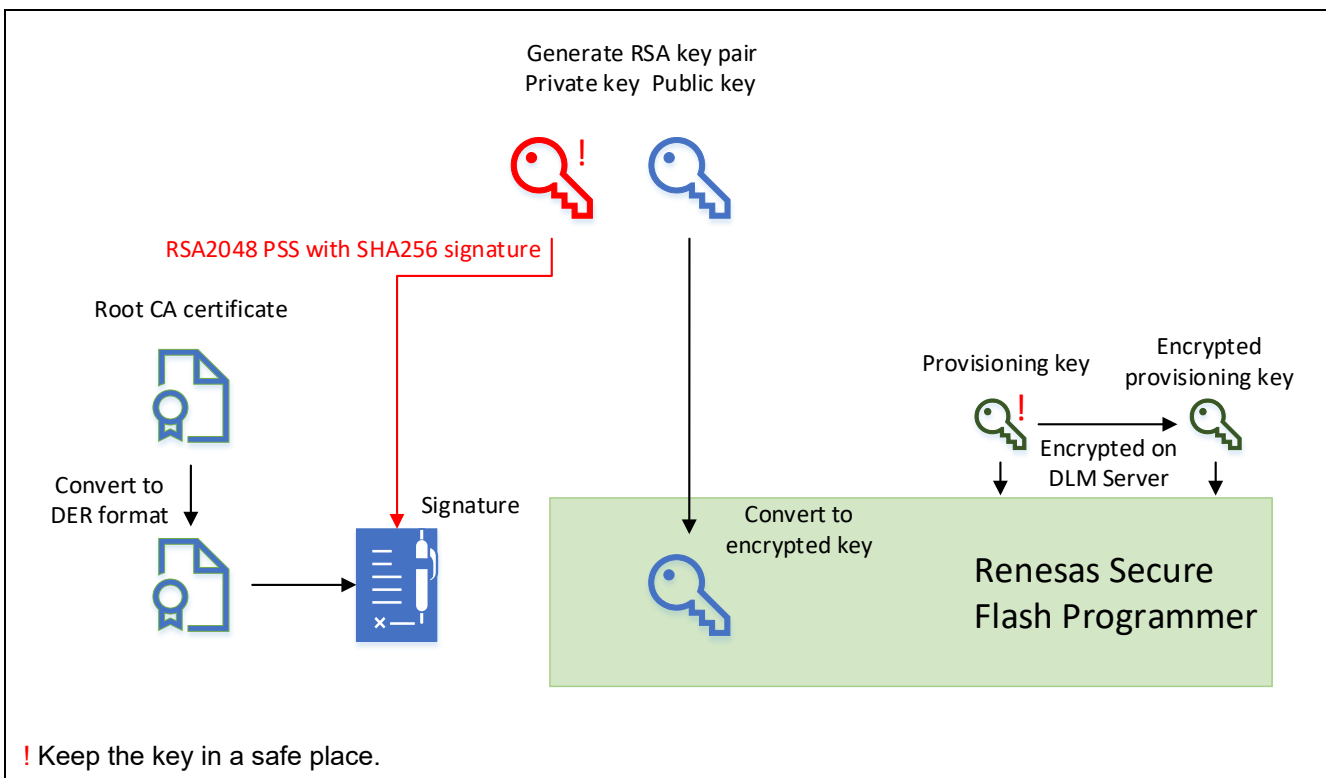 Generate RSA key pair
Private key Public key
!
RSA2048 PSS with SHA256 signature
Root CA certificate
Convert to
DER format
Signature
Provisioning key
!
Encrypted
provisioning key
Encrypted on
DLM Server
Convert to
encrypted key
Renesas Secure
Flash Programmer
! Keep the key in a safe place.